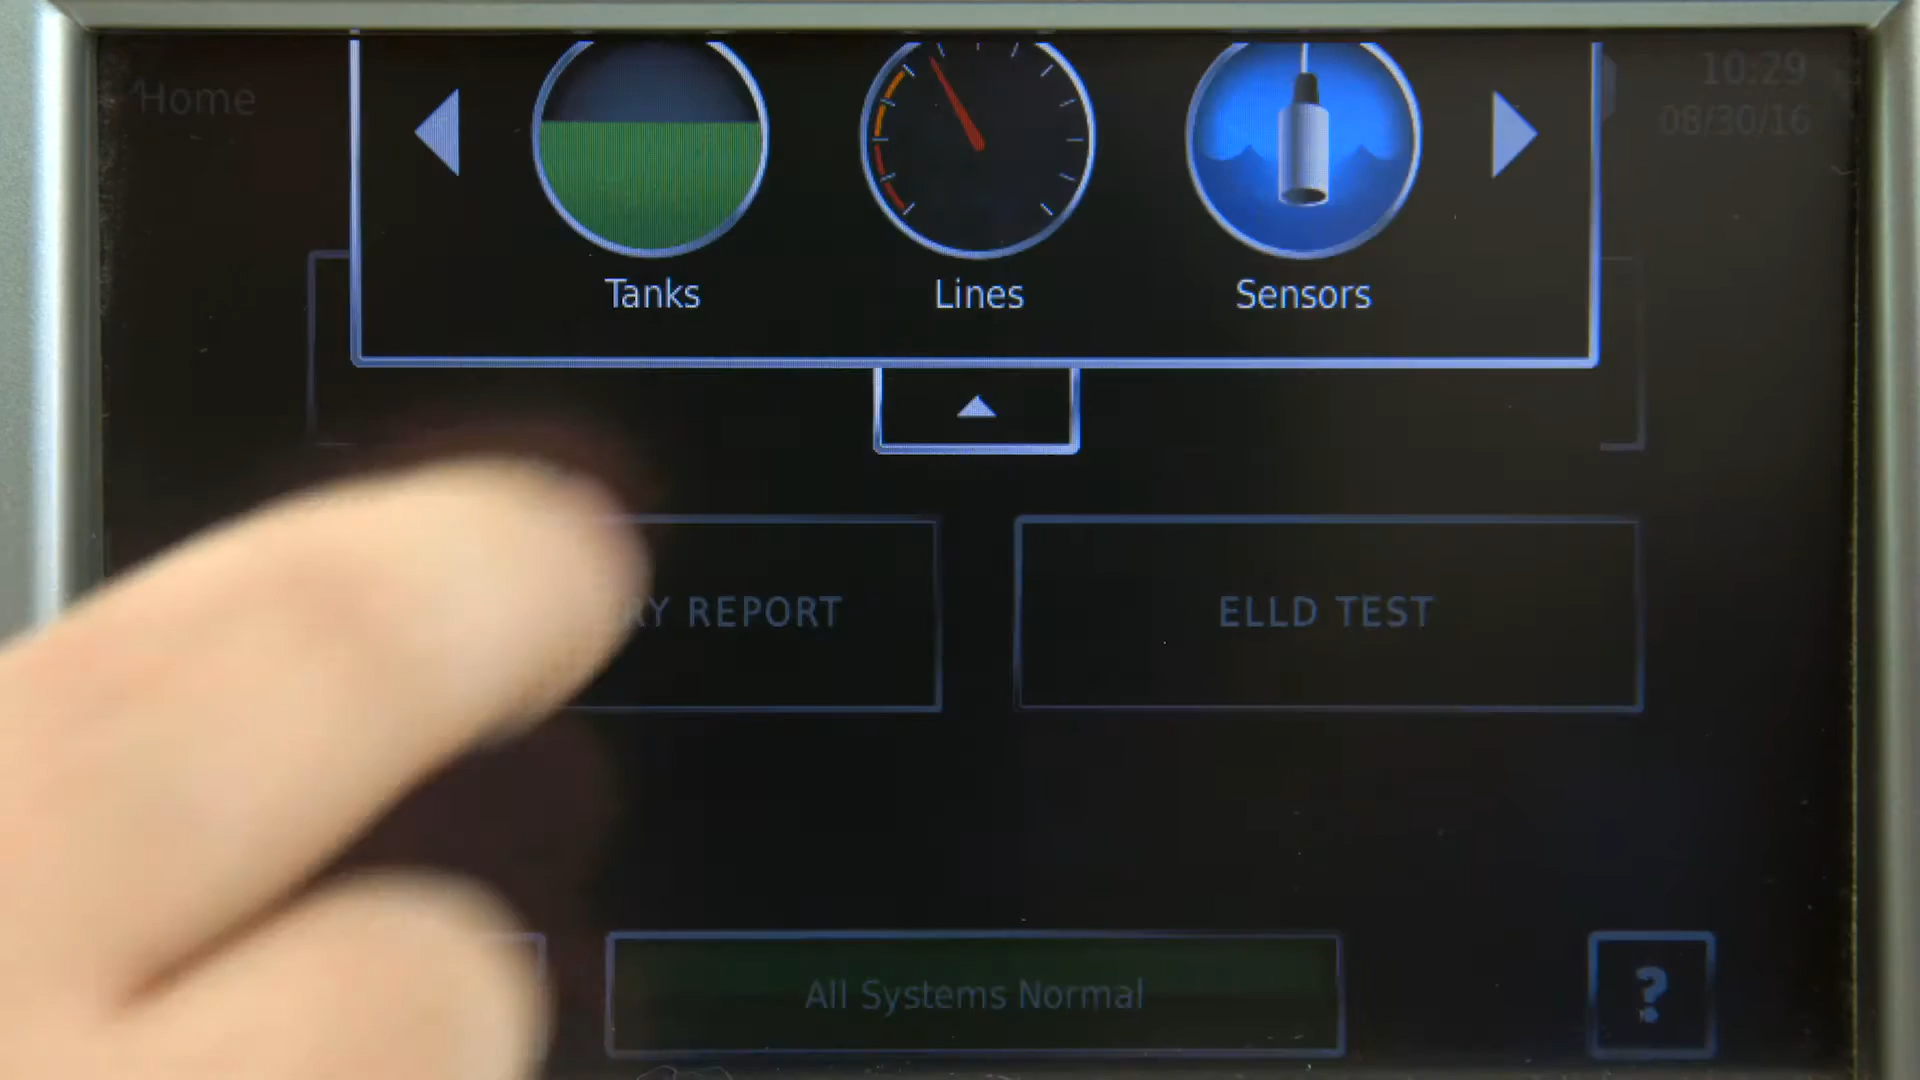 Home
10:29
08/30/16
Tanks
Lines
Sensors
RY REPORT
ELLD TEST
All Systems Normal
?